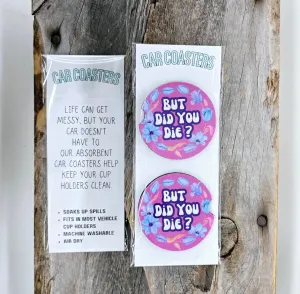 CAR COASTERS
LIFE CAN GET
MESSY, BUT YOUR
CAR DOESN'T
HAVE TO
OUR ABSORBENT
CAR COASTERS HELP
KEEP YOUR CUP
HOLDERS CLEAN.
• SOAKS UP SPILLS
• FITS IN MOST VEHICLE
CUP HOLDERS
• MACHINE WASHABLE
• AIR DRY
CAR COASTERS
BUT
DID YOU
DIE?
BUT
DID YOU
DIE?